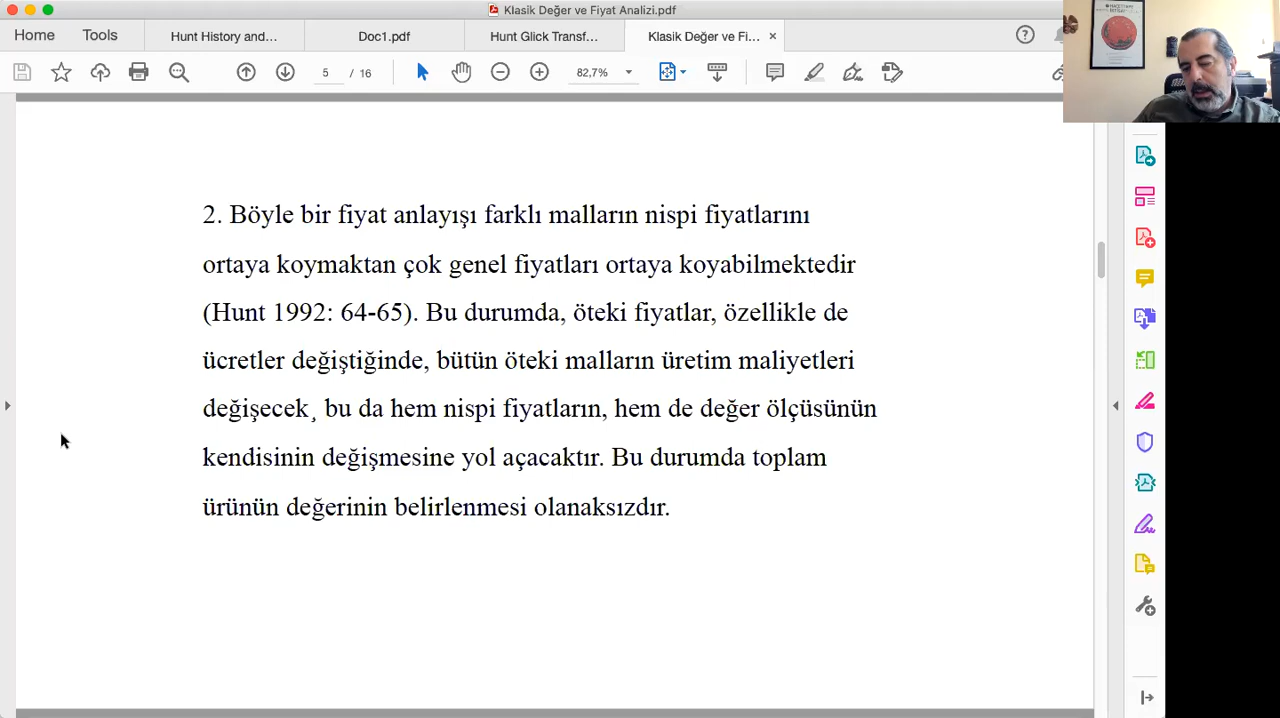 Klasik Değer ve Fiyat Analizi.pdf
Home
Tools
Hunt History and...
Doc1.pdf
Hunt Glick Transf...
Klasik Değer ve Fi...
5 / 16
82,7%
2. Böyle bir fiyat anlayışı farklı malların nispi fiyatlarını
ortaya koymaktan çok genel fiyatları ortaya koyabilmektedir
(Hunt 1992: 64-65). Bu durumda, öteki fiyatlar, özellikle de
ücretler değiştiğinde, bütün öteki malların üretim maliyetleri
değişecek¸ bu da hem nispi fiyatların, hem de değer ölçüsünün
kendisinin değişmesine yol açacaktır. Bu durumda toplam
ürünün değerinin belirlenmesi olanaksızdır.